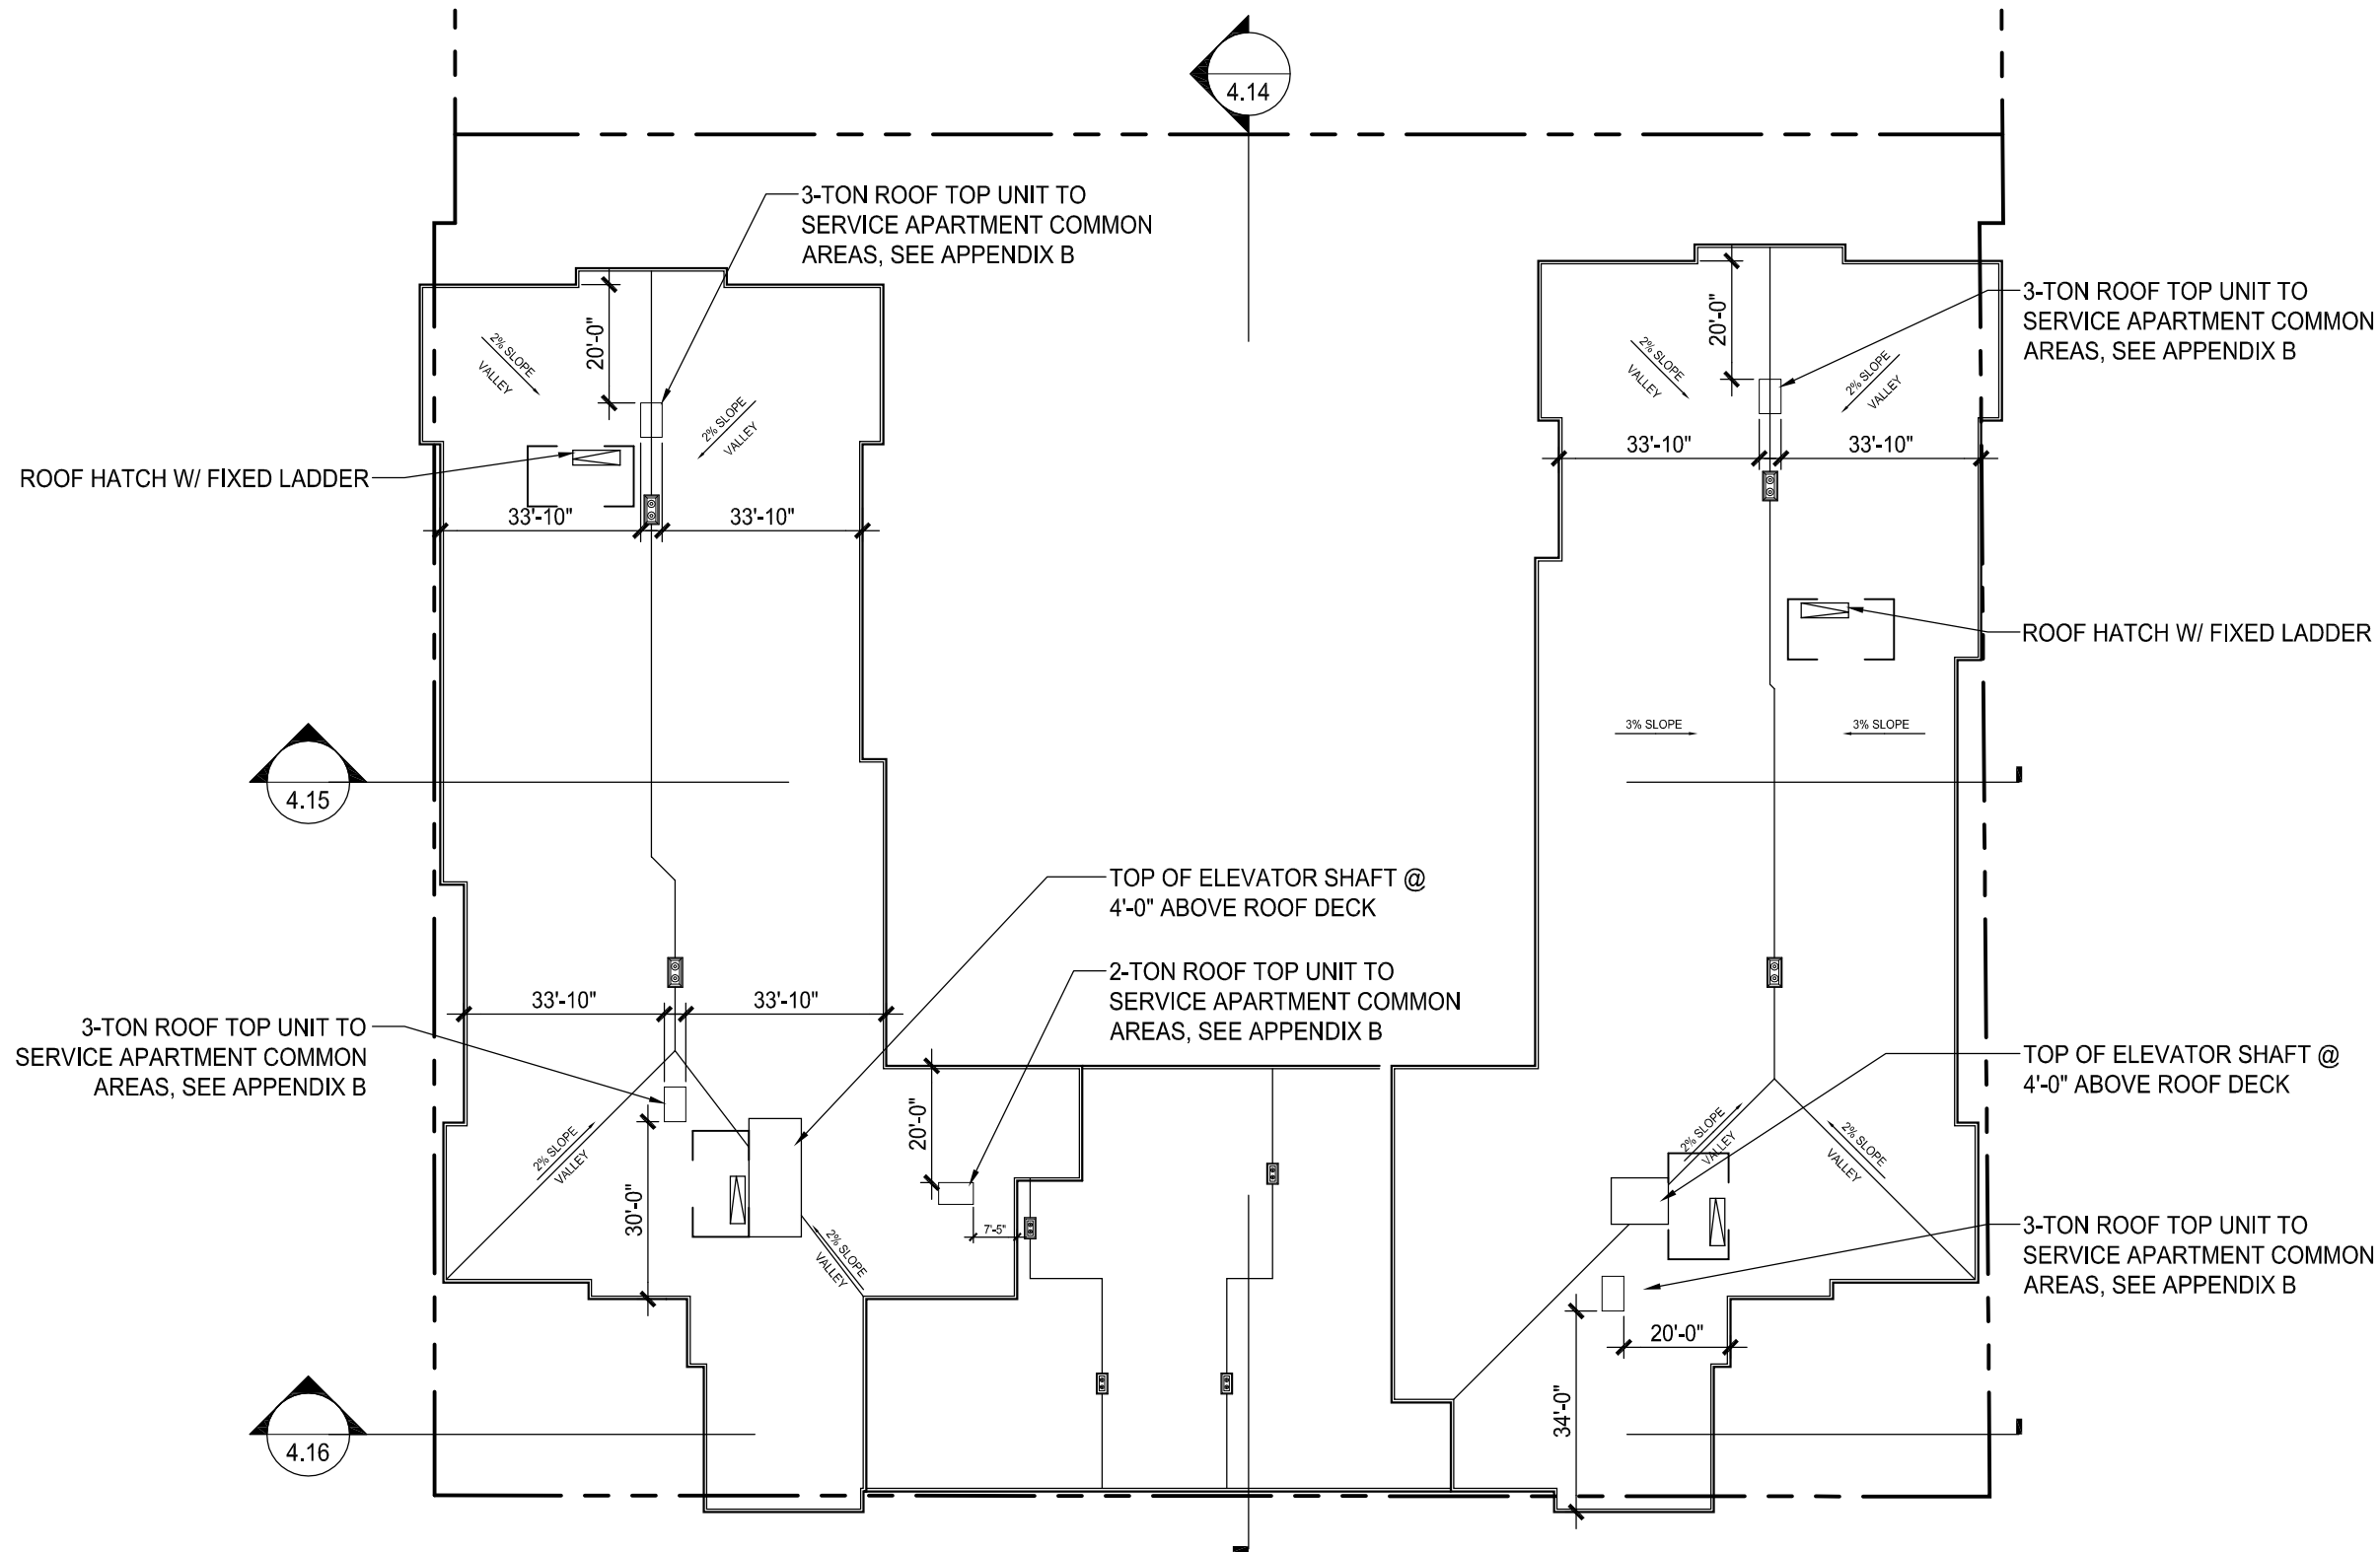 4.14
3-TON ROOF TOP UNIT TO
SERVICE APARTMENT COMMON
AREAS, SEE APPENDIX B
3-TON ROOF TOP UNIT TO
SERVICE APARTMENT COMMON
AREAS, SEE APPENDIX B
20'-0"
20'-0"
2% SLOPE
VALLEY
2% SLOPE
VALLEY
2% SLOPE
VALLEY
2% SLOPE
VALLEY
33'-10"
33'-10"
ROOF HATCH W/ FIXED LADDER
33'-10"
33'-10"
ROOF HATCH W/ FIXED LADDER
3% SLOPE
3% SLOPE
4.15
TOP OF ELEVATOR SHAFT @
4'-0" ABOVE ROOF DECK
2-TON ROOF TOP UNIT TO
SERVICE APARTMENT COMMON
AREAS, SEE APPENDIX B
33'-10"
33'-10"
3-TON ROOF TOP UNIT TO
SERVICE APARTMENT COMMON
AREAS, SEE APPENDIX B
TOP OF ELEVATOR SHAFT @
4'-0" ABOVE ROOF DECK
20'-0"
2% SLOPE
VALLEY
2% SLOPE
VALLEY
2% SLOPE
VALLEY
30'-0"
7'-5"
2% SLOPE
VALLEY
3-TON ROOF TOP UNIT TO
SERVICE APARTMENT COMMON
AREAS, SEE APPENDIX B
20'-0"
34'-0"
4.16